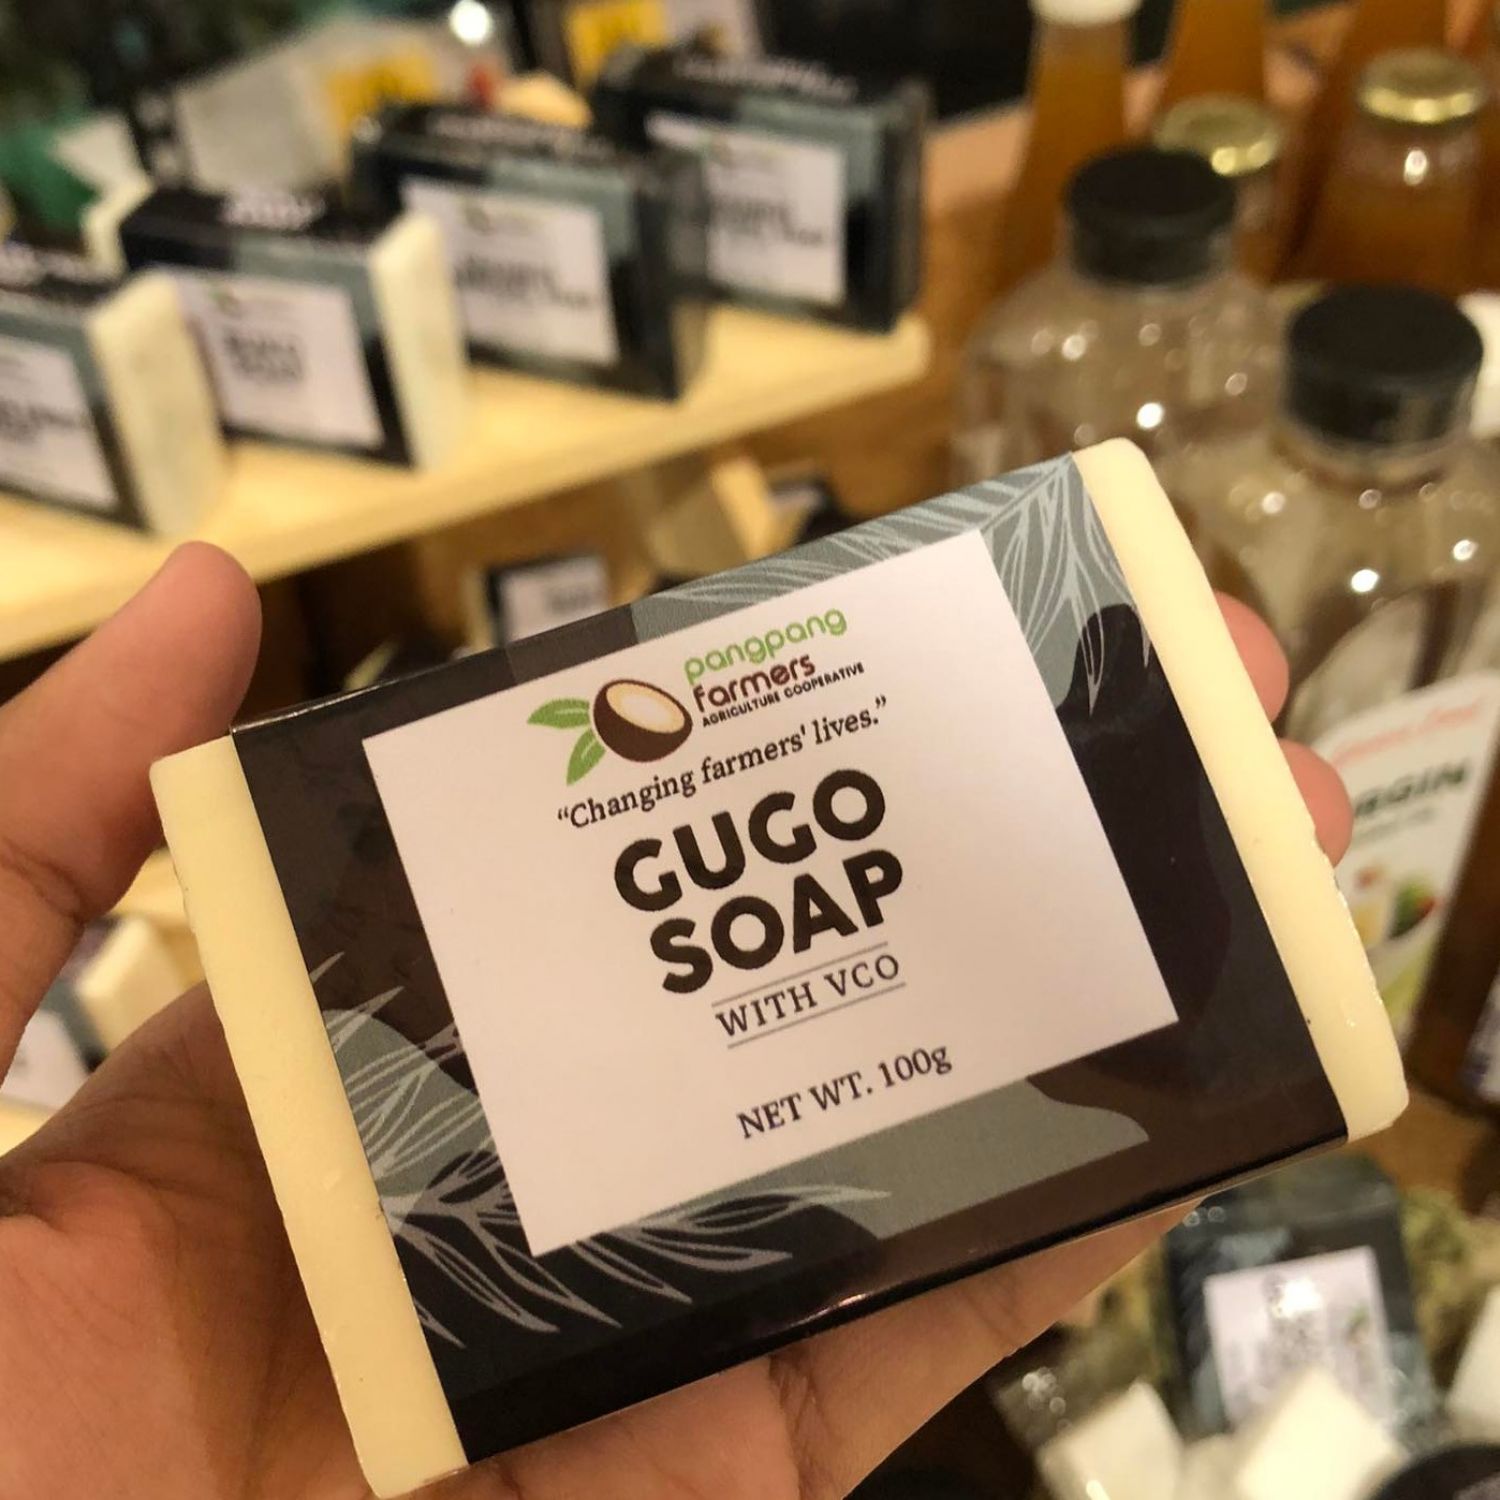 pangpang
farmers
AGRICULTURE COOPERATIVE
“Changing farmers' lives.”
GUGO
SOAP
WITH VCO
NET WT. 100g